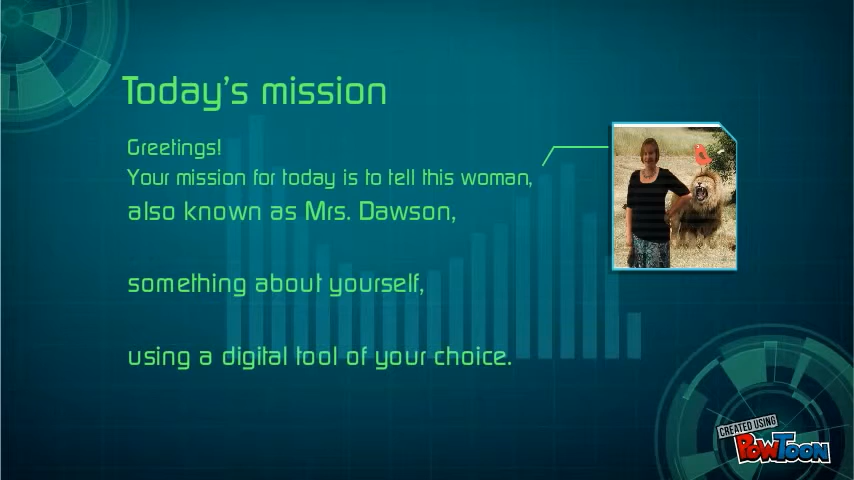 Today's mission
Greetings!
Your mission for today is to tell this woman,
also known as Mrs. Dawson,
something about yourself,
using a digital tool of your choice.
CREATED USING
POWTOON